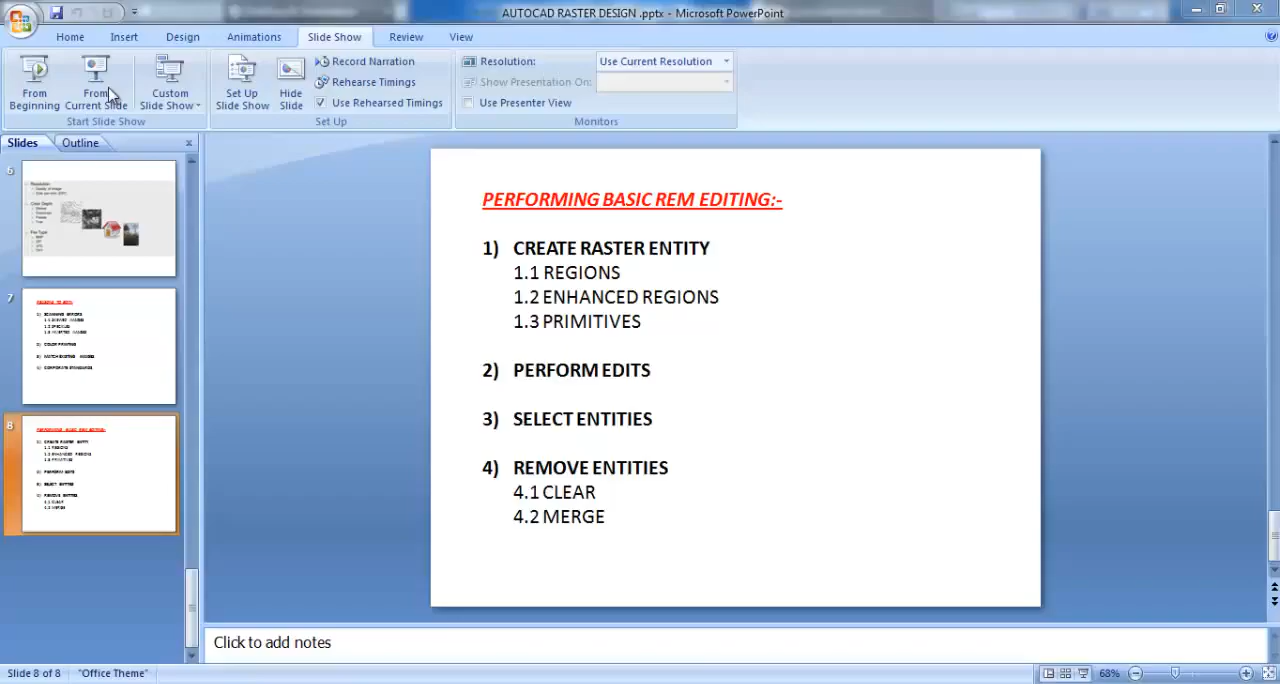 AUTOCAD RASTER DESIGN .pptx - Microsoft PowerPoint
Home Insert Design Animations Slide Show Review View
From Beginning
From Current Slide
Custom Slide Show
Start Slide Show
Set Up Slide Show
Hide Slide
Record Narration
Rehearse Timings
Use Rehearsed Timings
Set Up
Resolution: Use Current Resolution
Show Presentation On:
Use Presenter View
Monitors
Slides Outline
6
7
8
PERFORMING BASIC REM EDITING:-
1) CREATE RASTER ENTITY
1.1 REGIONS
1.2 ENHANCED REGIONS
1.3 PRIMITIVES
2) PERFORM EDITS
3) SELECT ENTITIES
4) REMOVE ENTITIES
4.1 CLEAR
4.2 MERGE
Click to add notes
Slide 8 of 8 "Office Theme" 68%